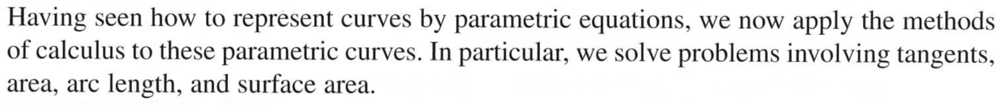 Having seen how to represent curves by parametric equations, we now apply the methods
of calculus to these parametric curves. In particular, we solve problems involving tangents,
area, arc length, and surface area.